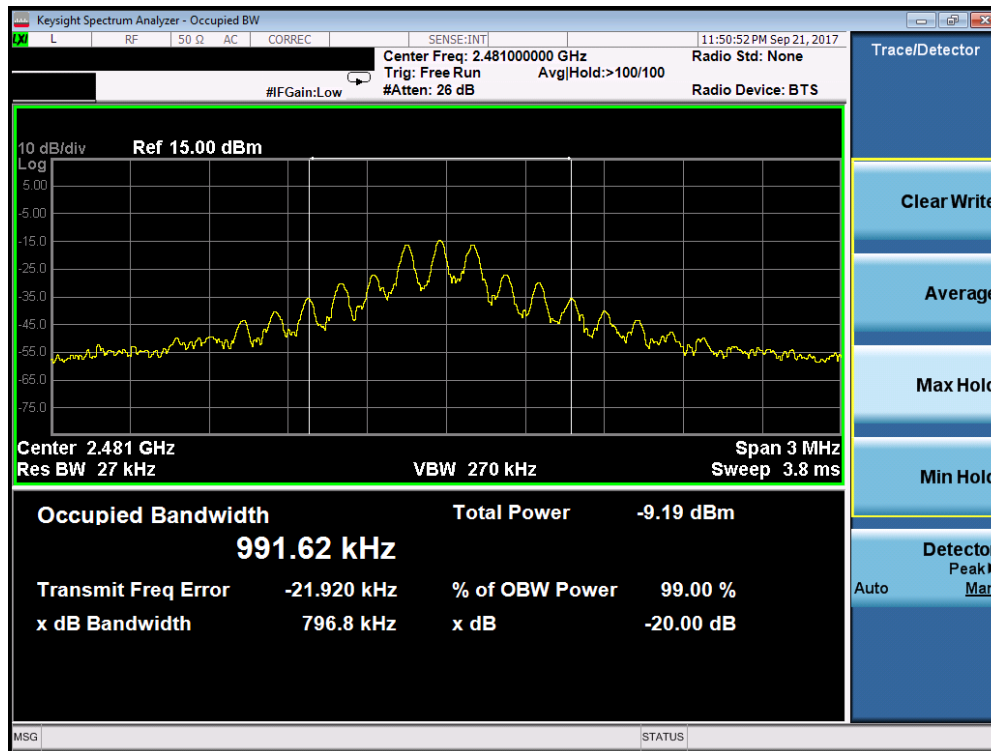 Keysight Spectrum Analyzer - Occupied BW
LXI L RF 50 Ω AC CORREC SENSE:INT 11:50:52 PM Sep 21, 2017
Center Freq: 2.481000000 GHz Radio Std: None
Trig: Free Run Avg|Hold:>100/100
#IFGain:Low #Atten: 26 dB Radio Device: BTS
10 dB/div Ref 15.00 dBm
Log
5.00
-5.00
-15.0
-25.0
-35.0
-45.0
-55.0
-65.0
-75.0
Center 2.481 GHz Span 3 MHz
Res BW 27 kHz VBW 270 kHz Sweep 3.8 ms
Occupied Bandwidth Total Power -9.19 dBm
991.62 kHz
Transmit Freq Error -21.920 kHz % of OBW Power 99.00 %
x dB Bandwidth 796.8 kHz x dB -20.00 dB
MSG STATUS
Trace/Detector
Clear Write
Average
Max Hold
Min Hold
Detector
Peak
Auto Man